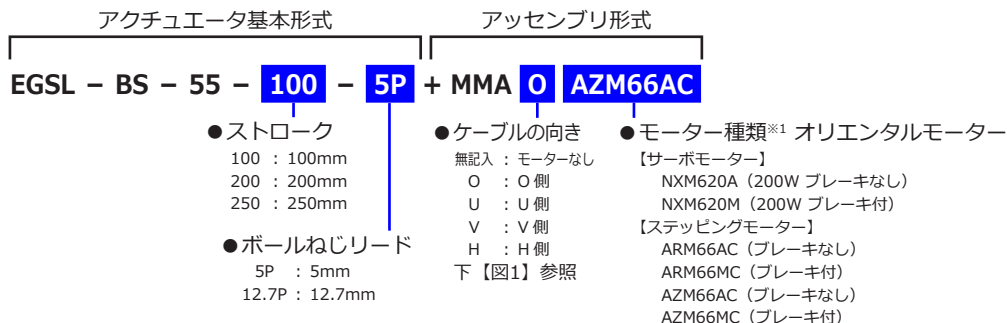 アクチュエータ基本形式 アッセンブリ形式
EGSL − BS − 55 − 100 − 5P + MMA O AZM66AC
●ストローク
100 : 100mm
200 : 200mm
250 : 250mm
●ボールねじリード
5P : 5mm
12.7P : 12.7mm
●ケーブルの向き
無記入 : モーターなし
O : O側
U : U側
V : V側
H : H側
下【図1】参照
●モーター種類※1 オリエンタルモーター
【サーボモーター】
NXM620A（200W ブレーキなし）
NXM620M（200W ブレーキ付）
【ステッピングモーター】
ARM66AC（ブレーキなし）
ARM66MC（ブレーキ付）
AZM66AC（ブレーキなし）
AZM66MC（ブレーキ付）